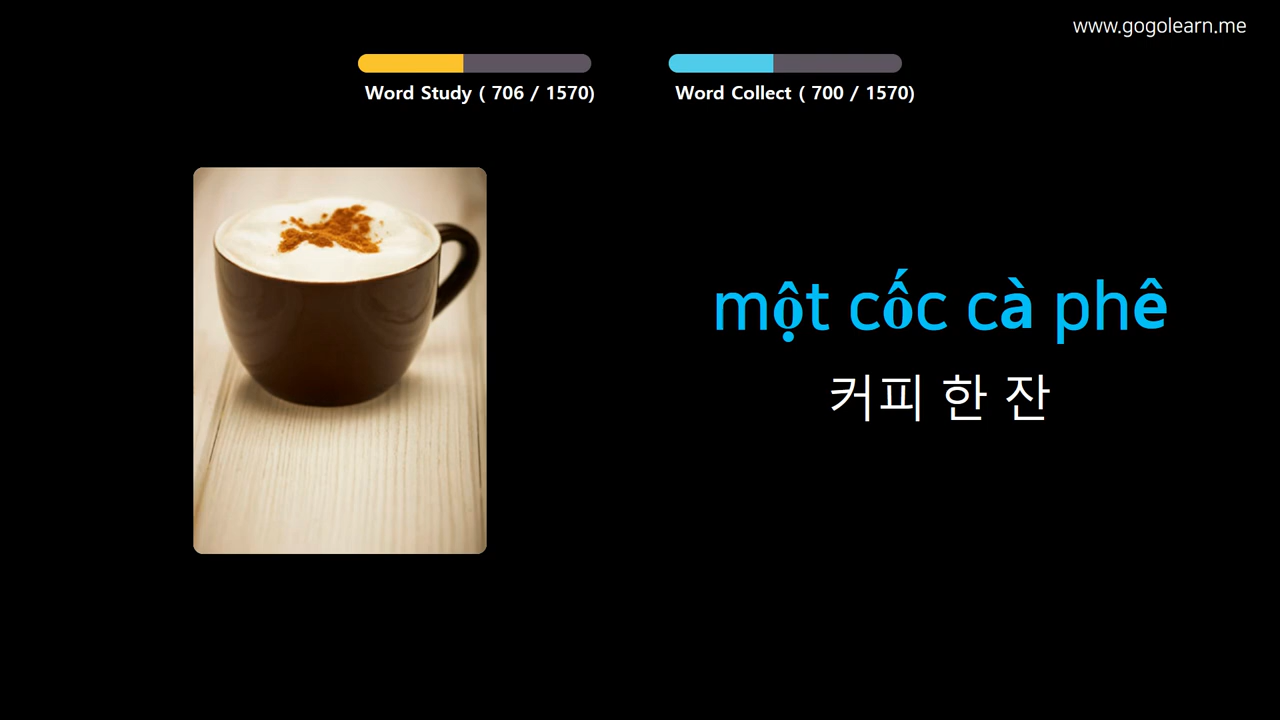 www.gogolearn.me
Word Study ( 706 / 1570)
Word Collect ( 700 / 1570)
một cốc cà phê
커피 한 잔